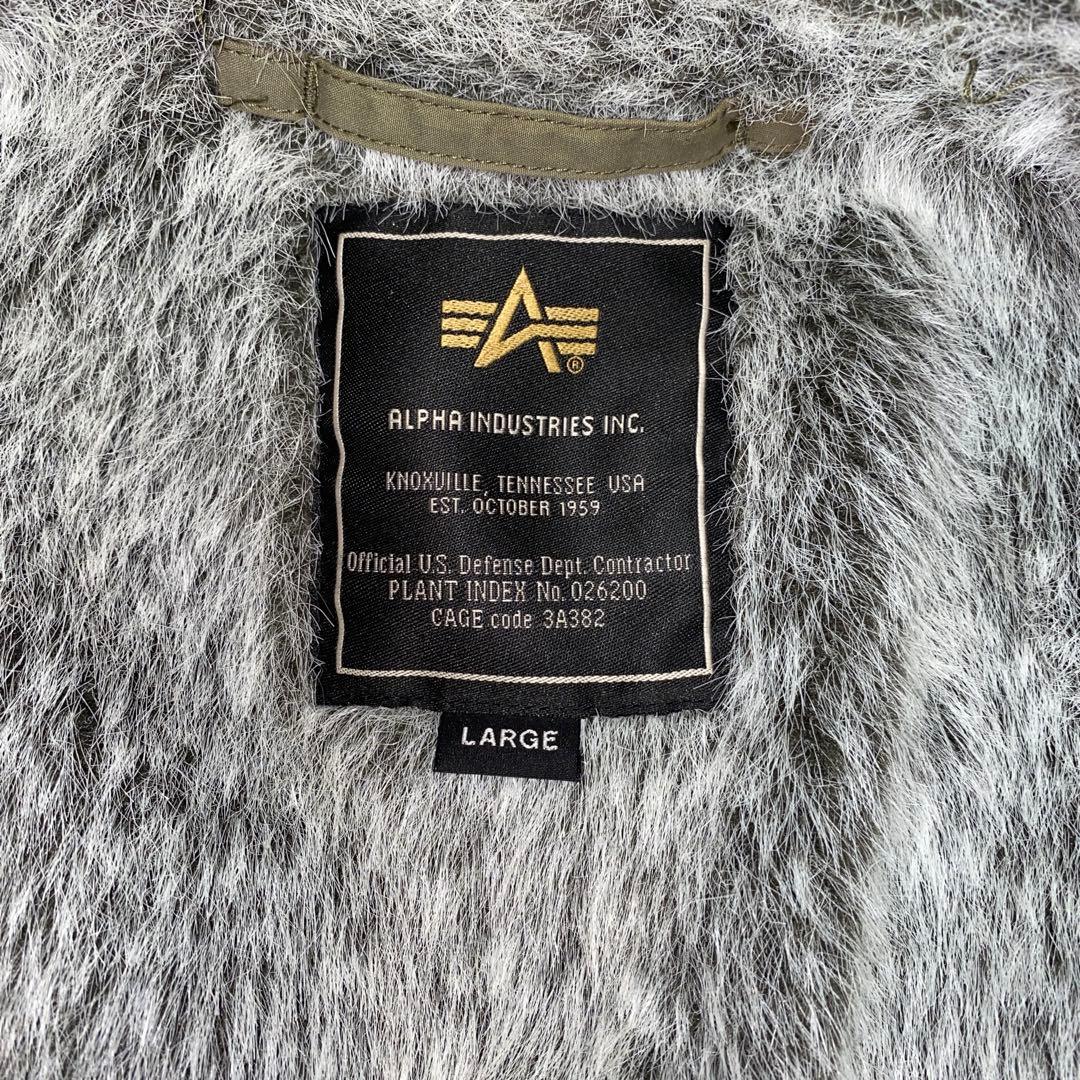 A®
ALPHA INDUSTRIES INC.
KNOXVILLE, TENNESSEE USA
EST. OCTOBER 1959
Official U.S. Defense Dept. Contractor
PLANT INDEX No. 026200
CAGE code 3A382
LARGE